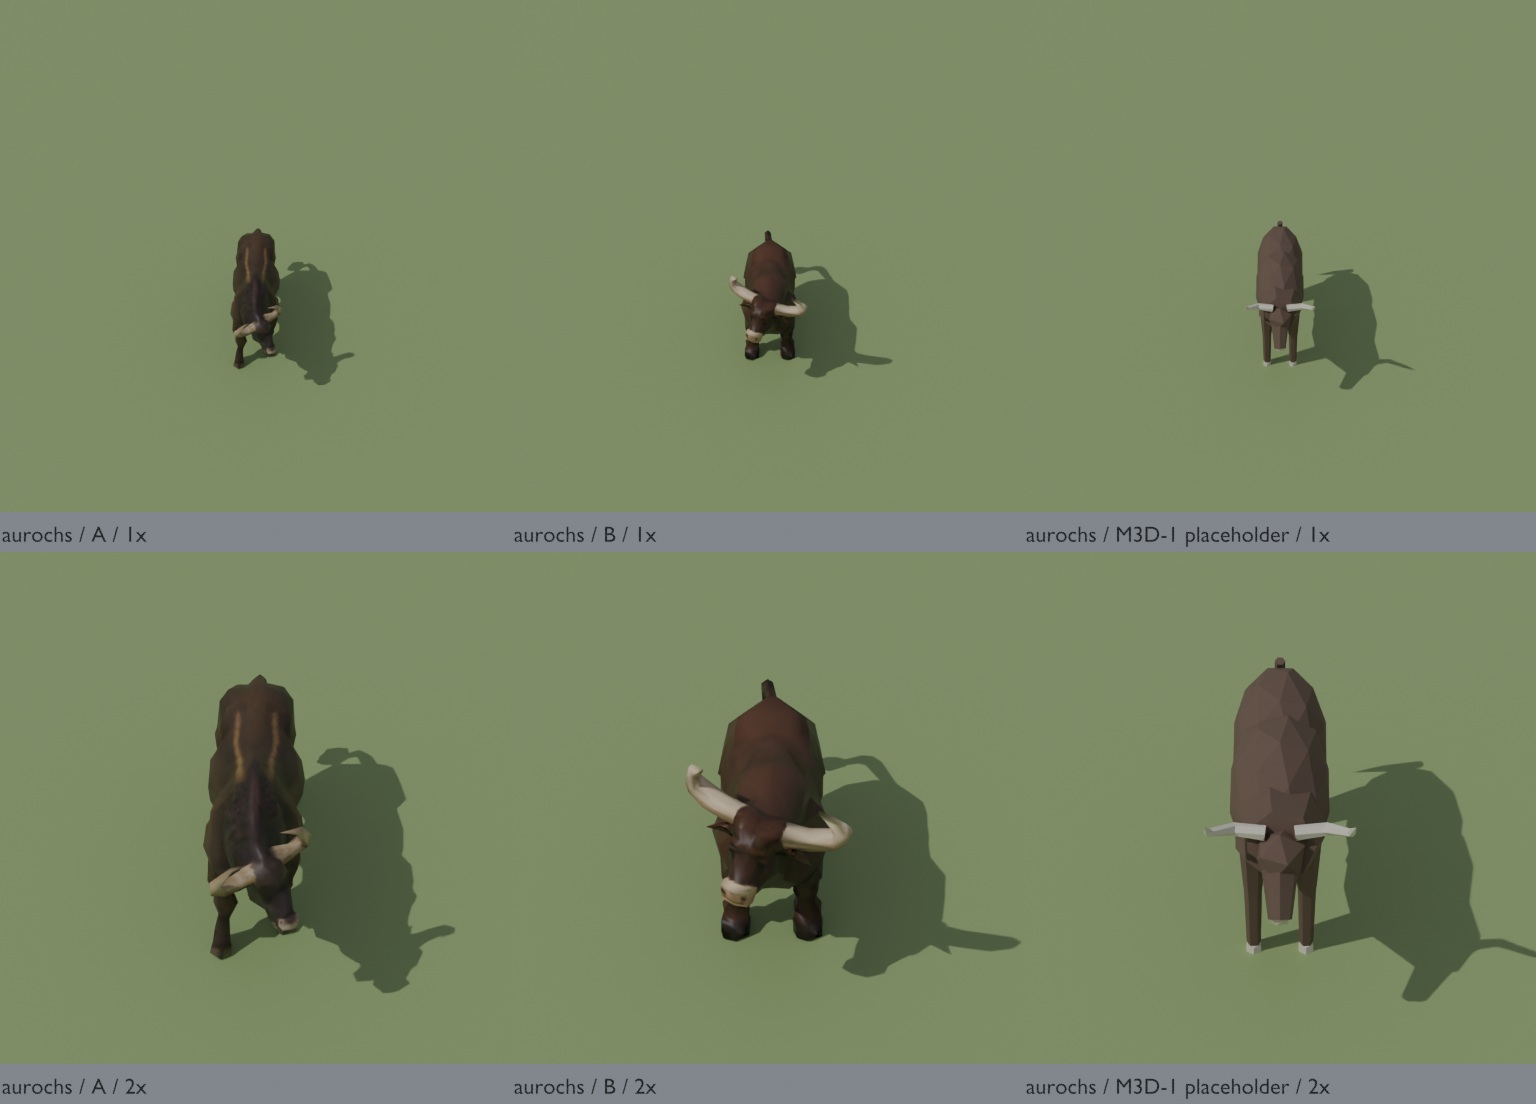 aurochs / A / 1x
aurochs / B / 1x
aurochs / M3D-1 placeholder / 1x
aurochs / A / 2x
aurochs / B / 2x
aurochs / M3D-1 placeholder / 2x